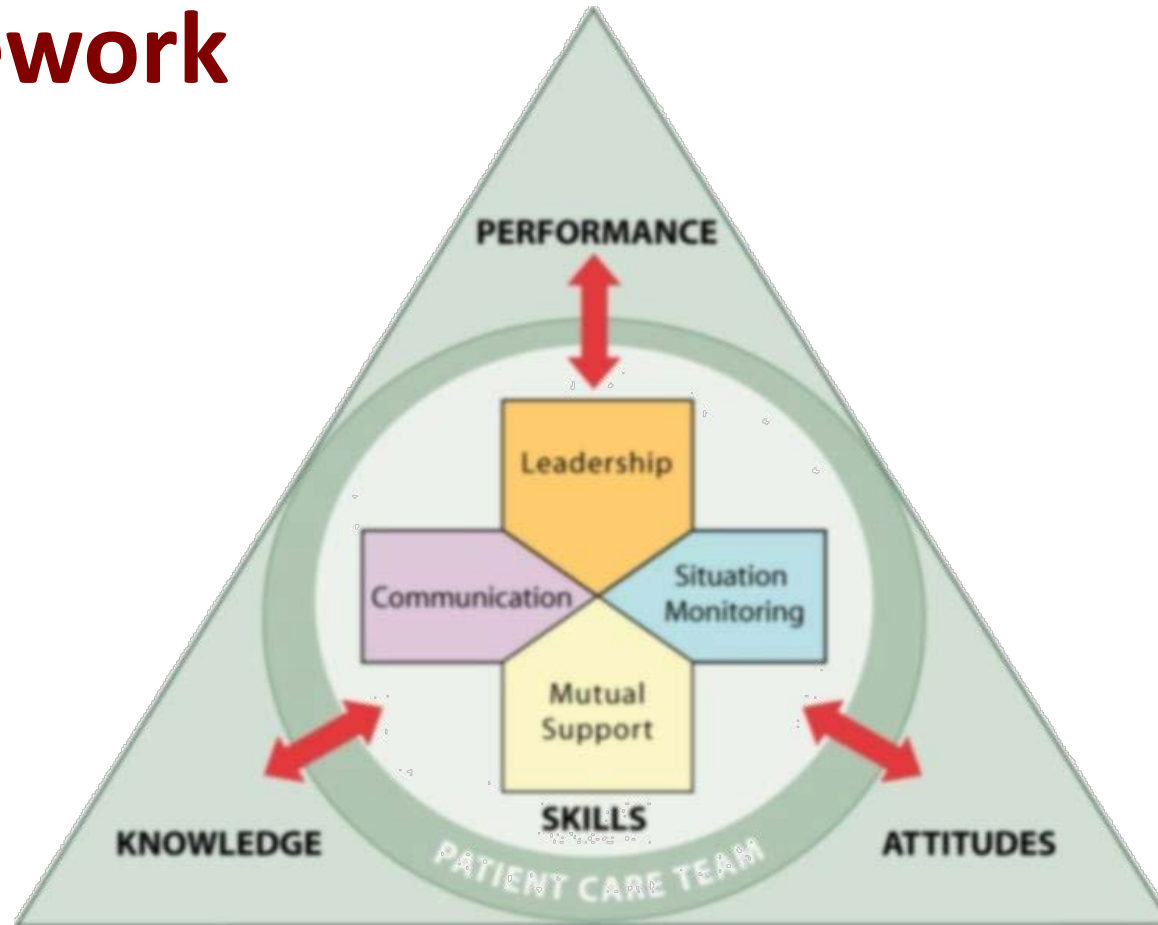 work
PERFORMANCE
Leadership
Communication
Situation
Monitoring
Mutual
Support
SKILLS
KNOWLEDGE
ATTITUDES
PATIENT CARE TEAM